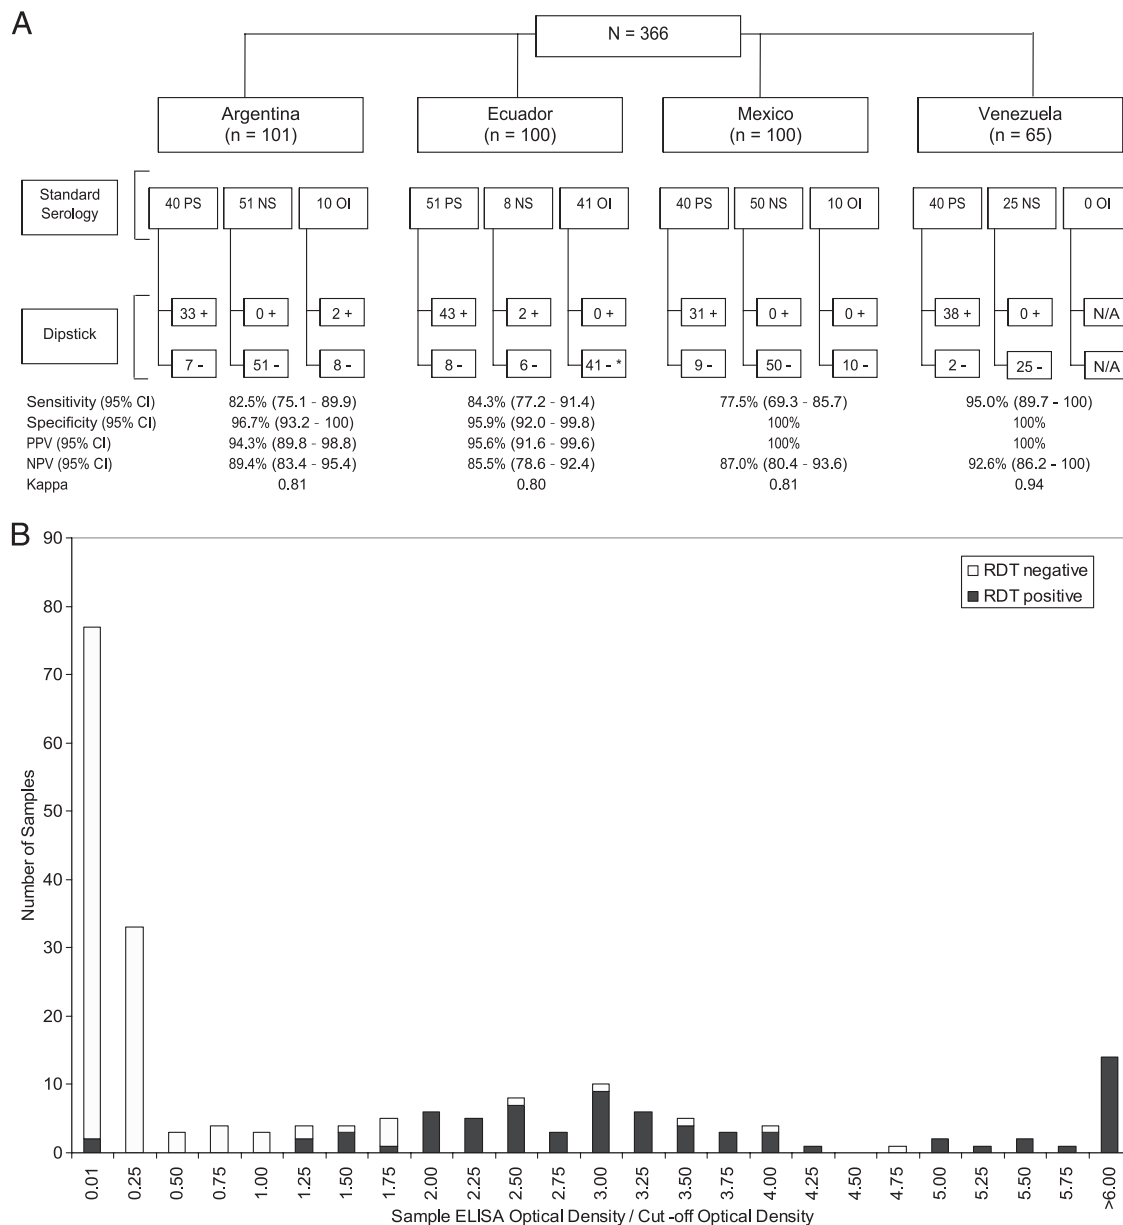 A
N = 366
Argentina
(n = 101)
Ecuador
(n = 100)
Mexico
(n = 100)
Venezuela
(n = 65)
Standard
Serology
40 PS 51 NS 10 OI 51 PS 8 NS 41 OI 40 PS 50 NS 10 OI 40 PS 25 NS 0 OI
Dipstick
33 + 0 + 2 + 43 + 2 + 0 + 31 + 0 + 0 + 38 + 0 + N/A
7 - 51 - 8 - 8 - 6 - 41 - * 9 - 50 - 10 - 2 - 25 - N/A
Sensitivity (95% CI) 82.5% (75.1 - 89.9) 84.3% (77.2 - 91.4) 77.5% (69.3 - 85.7) 95.0% (89.7 - 100)
Specificity (95% CI) 96.7% (93.2 - 100) 95.9% (92.0 - 99.8) 100% 100%
PPV (95% CI) 94.3% (89.8 - 98.8) 95.6% (91.6 - 99.6) 100% 100%
NPV (95% CI) 89.4% (83.4 - 95.4) 85.5% (78.6 - 92.4) 87.0% (80.4 - 93.6) 92.6% (86.2 - 100)
Kappa 0.81 0.80 0.81 0.94
B
90
80
70
60
50
40
30
20
10
0
Number of Samples
RDT negative
RDT positive
0.01 0.25 0.50 0.75 1.00 1.25 1.50 1.75 2.00 2.25 2.50 2.75 3.00 3.25 3.50 3.75 4.00 4.25 4.50 4.75 5.00 5.25 5.50 5.75 >6.00
Sample ELISA Optical Density / Cut -off Optical Density